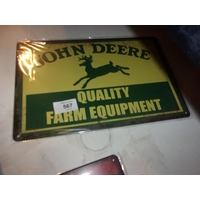 JOHN DEERE
QUALITY
567
FARM EQUIPMENT